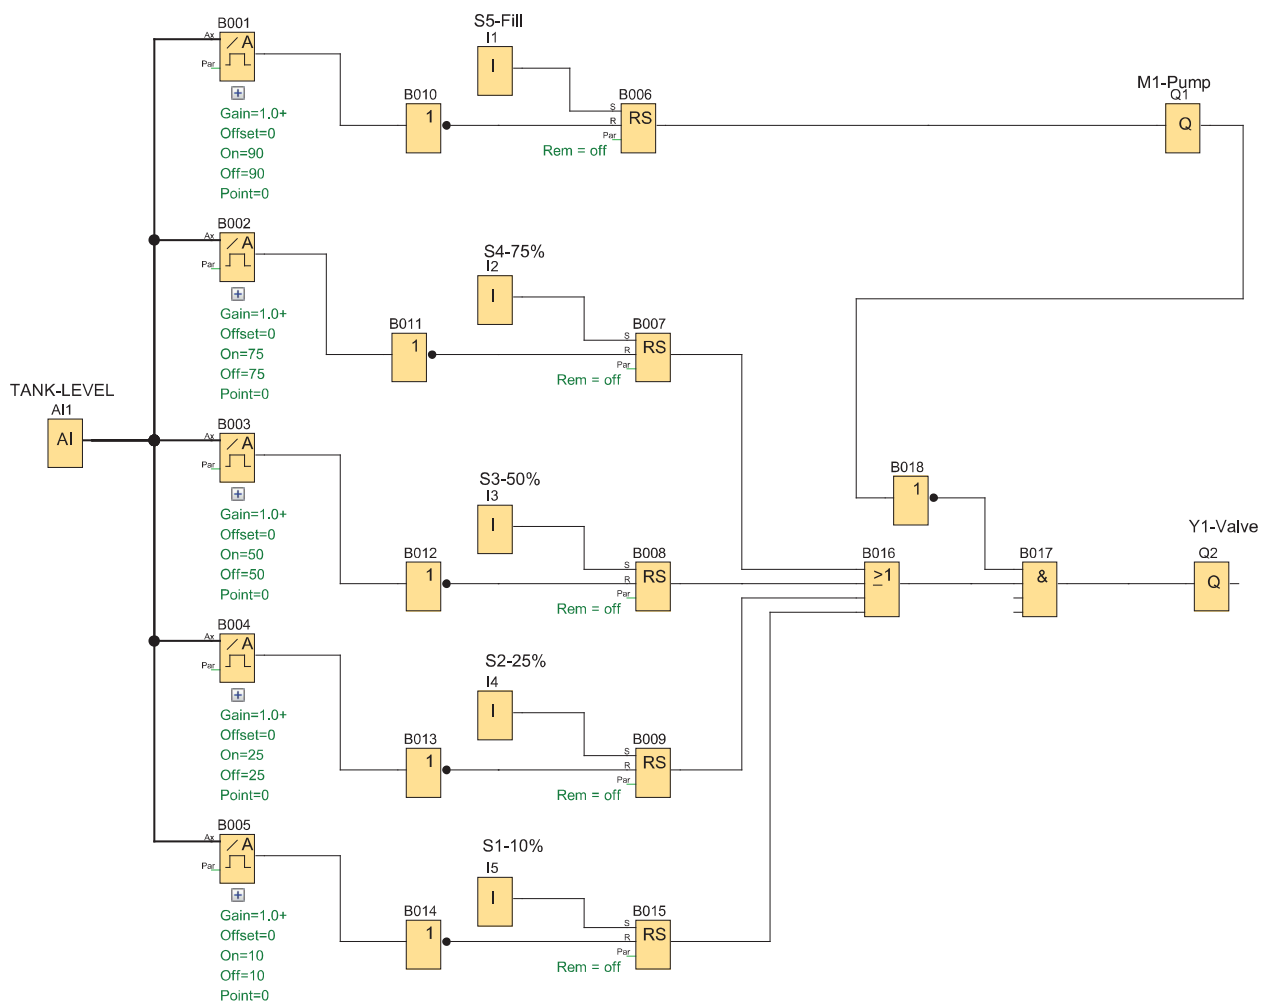 TANK-LEVEL
AI1
AI
B001
Ax
Par
A
Gain=1.0+
Offset=0
On=90
Off=90
Point=0
B010
1
S5-Fill
I1
I
B006
S
R
Par
RS
Rem = off
M1-Pump
Q1
Q
B002
Ax
Par
A
Gain=1.0+
Offset=0
On=75
Off=75
Point=0
B011
1
S4-75%
I2
I
B007
S
R
Par
RS
Rem = off
B003
Ax
Par
A
Gain=1.0+
Offset=0
On=50
Off=50
Point=0
B012
1
S3-50%
I3
I
B008
S
R
Par
RS
Rem = off
B018
1
B016
≥1
B017
&
Y1-Valve
Q2
Q
B004
Ax
Par
A
Gain=1.0+
Offset=0
On=25
Off=25
Point=0
B013
1
S2-25%
I4
I
B009
S
R
Par
RS
Rem = off
B005
Ax
Par
A
Gain=1.0+
Offset=0
On=10
Off=10
Point=0
B014
1
S1-10%
I5
I
B015
S
R
Par
RS
Rem = off